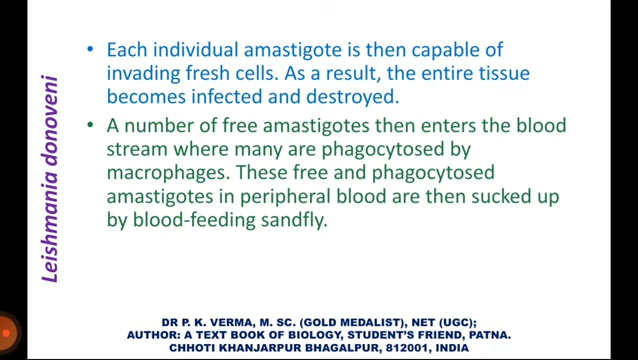 Leishmania donoveni
• Each individual amastigote is then capable of
invading fresh cells. As a result, the entire tissue
becomes infected and destroyed.
• A number of free amastigotes then enters the blood
stream where many are phagocytosed by
macrophages. These free and phagocytosed
amastigotes in peripheral blood are then sucked up
by blood-feeding sandfly.
DR P. K. VERMA, M. SC. (GOLD MEDALIST), NET (UGC);
AUTHOR: A TEXT BOOK OF BIOLOGY, STUDENT'S FRIEND, PATNA.
CHHOTI KHANJARPUR BHAGALPUR, 812001, INDIA